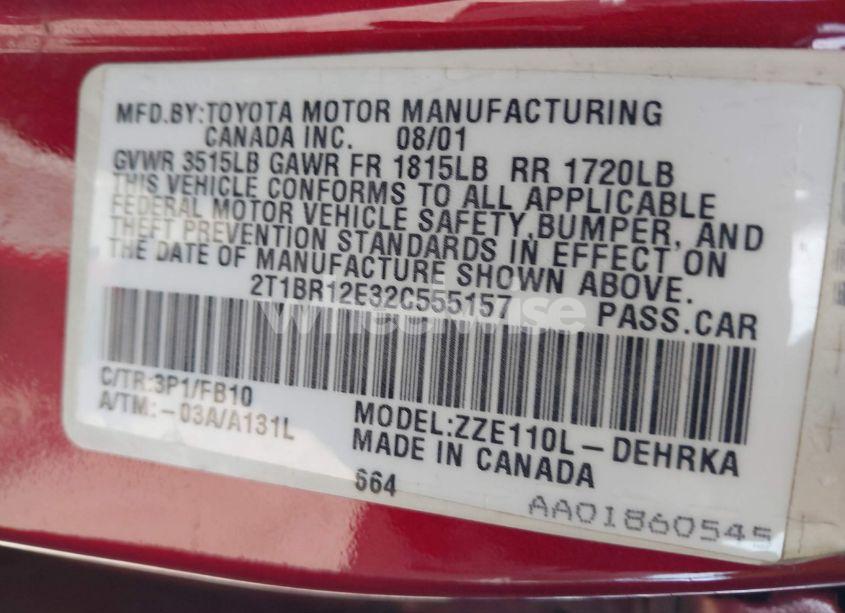 MFD.BY:TOYOTA MOTOR MANUFACTURING
CANADA INC. 08/01
GVWR 3515LB GAWR FR 1815LB RR 1720LB
THIS VEHICLE CONFORMS TO ALL APPLICABLE
FEDERAL MOTOR VEHICLE SAFETY,BUMPER, AND
THEFT PREVENTION STANDARDS IN EFFECT ON
THE DATE OF MANUFACTURE SHOWN ABOVE.
2T1BR12E32C555157 PASS.CAR
wheelwise
C/TR:3P1/FB10
A/TM:-03A/A131L
MODEL:ZZE110L-DEHRKA
MADE IN CANADA
664
AA01860545